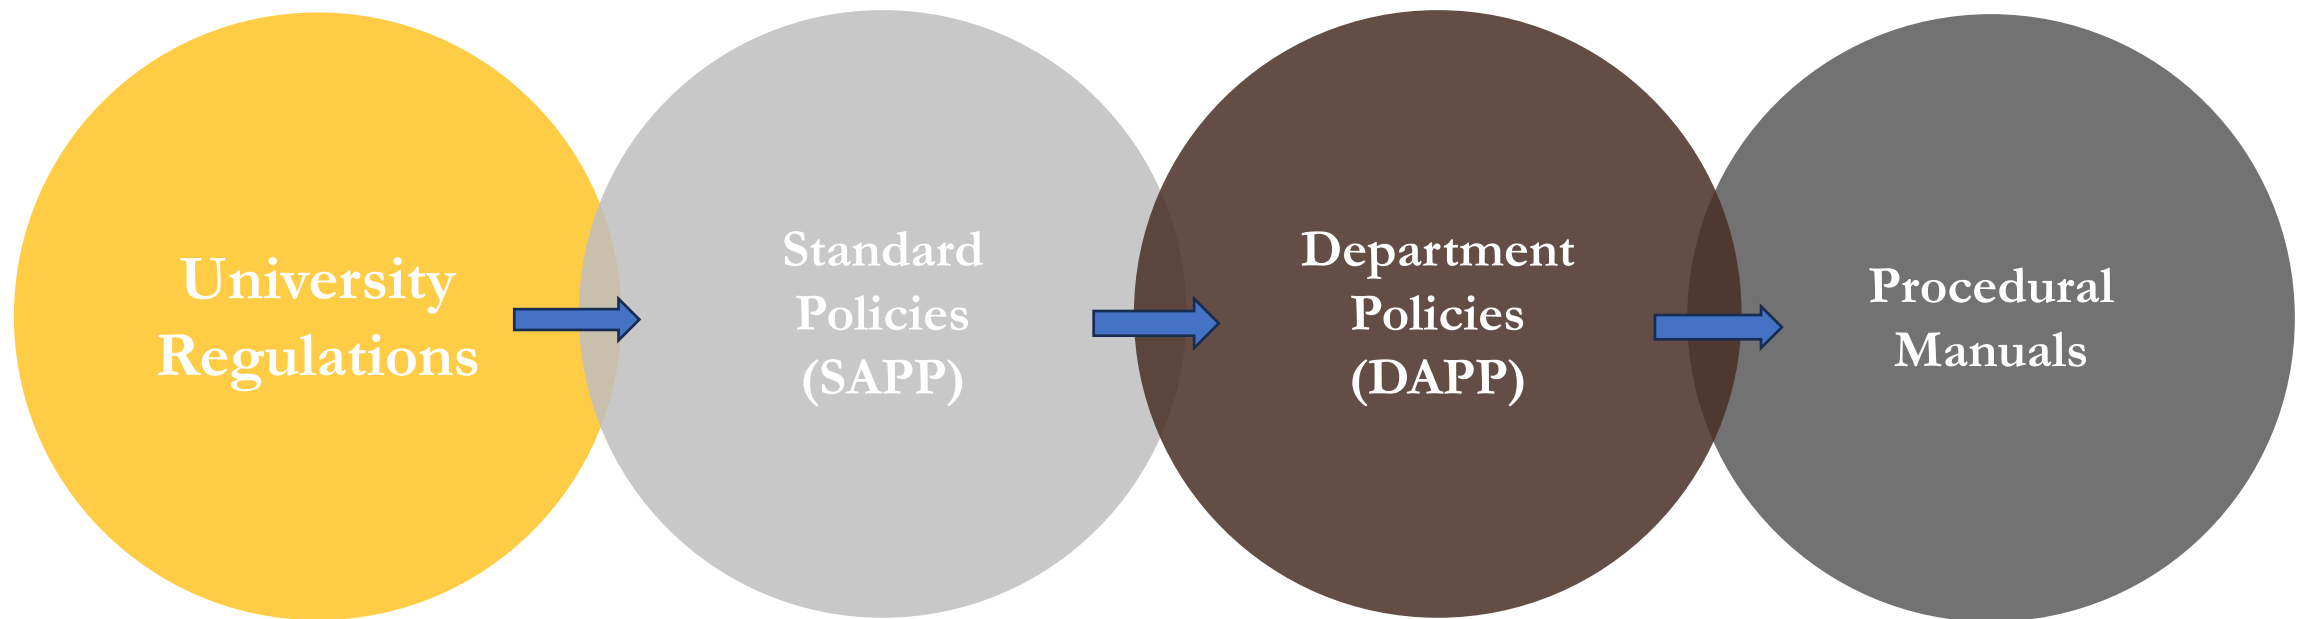 University
Regulations
Standard
Policies
(SAPP)
Department
Policies
(DAPP)
Procedural
Manuals